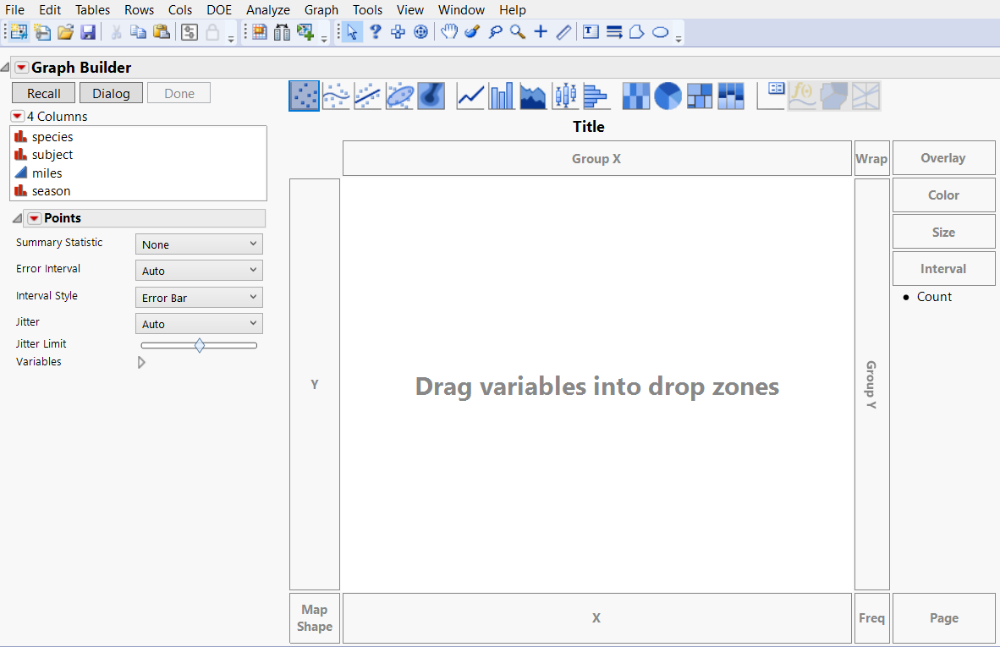 File Edit Tables Rows Cols DOE Analyze Graph Tools View Window Help
Graph Builder
Recall Dialog Done
4 Columns
species
subject
miles
season
Points
Summary Statistic None
Error Interval Auto
Interval Style Error Bar
Jitter Auto
Jitter Limit
Variables
Title
Group X
Wrap
Overlay
Color
Size
Interval
Count
Y
Drag variables into drop zones
Group Y
Map
Shape
X
Freq
Page